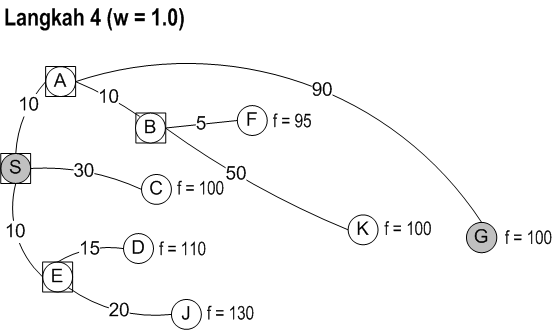 Langkah 4 (w = 1.0)
A
90
10
10
B
5
F
f = 95
S
30
C
f = 100
50
K
f = 100
G
f = 100
10
15
D
f = 110
E
20
J
f = 130